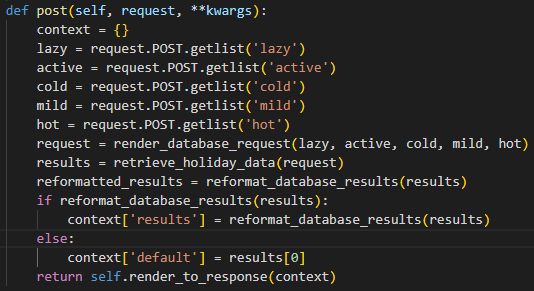 def post(self, request, **kwargs):
    context = {}
    lazy = request.POST.getlist('lazy')
    active = request.POST.getlist('active')
    cold = request.POST.getlist('cold')
    mild = request.POST.getlist('mild')
    hot = request.POST.getlist('hot')
    request = render_database_request(lazy, active, cold, mild, hot)
    results = retrieve_holiday_data(request)
    reformatted_results = reformat_database_results(results)
    if reformat_database_results(results):
        context['results'] = reformat_database_results(results)
    else:
        context['default'] = results[0]
    return self.render_to_response(context)